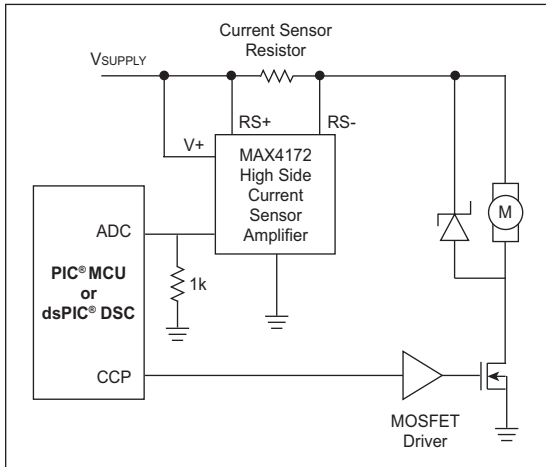 Current Sensor
Resistor
VSUPPLY
RS+
RS-
V+
MAX4172
High Side
Current
Sensor
Amplifier
M
ADC
PIC® MCU
or
dsPIC® DSC
1k
CCP
MOSFET
Driver